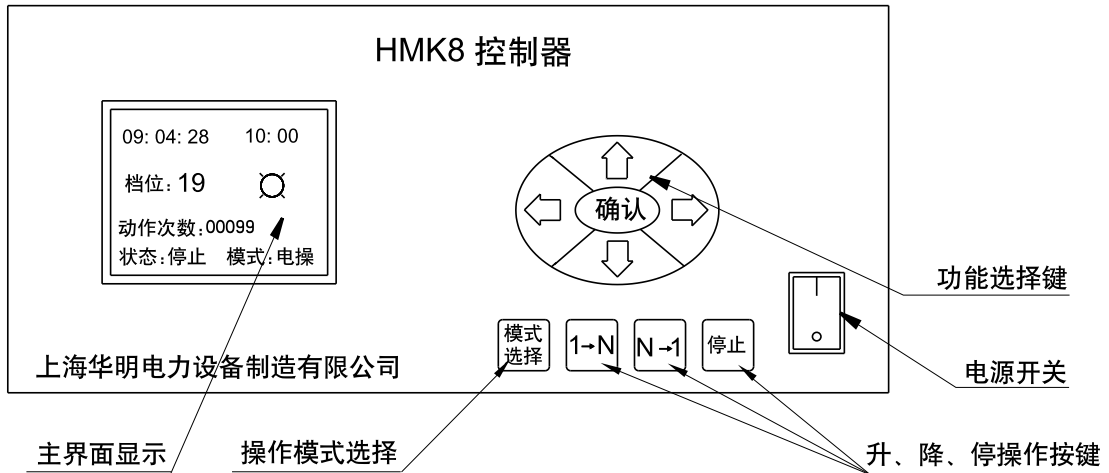 HMK8 控制器
09: 04: 28 10: 00
档位: 19
动作次数: 00099
状态: 停止 模式: 电操
确认
功能选择键
模式
选择
1→N
N→1
停止
上海华明电力设备制造有限公司
电源开关
主界面显示
操作模式选择
升、降、停操作按键